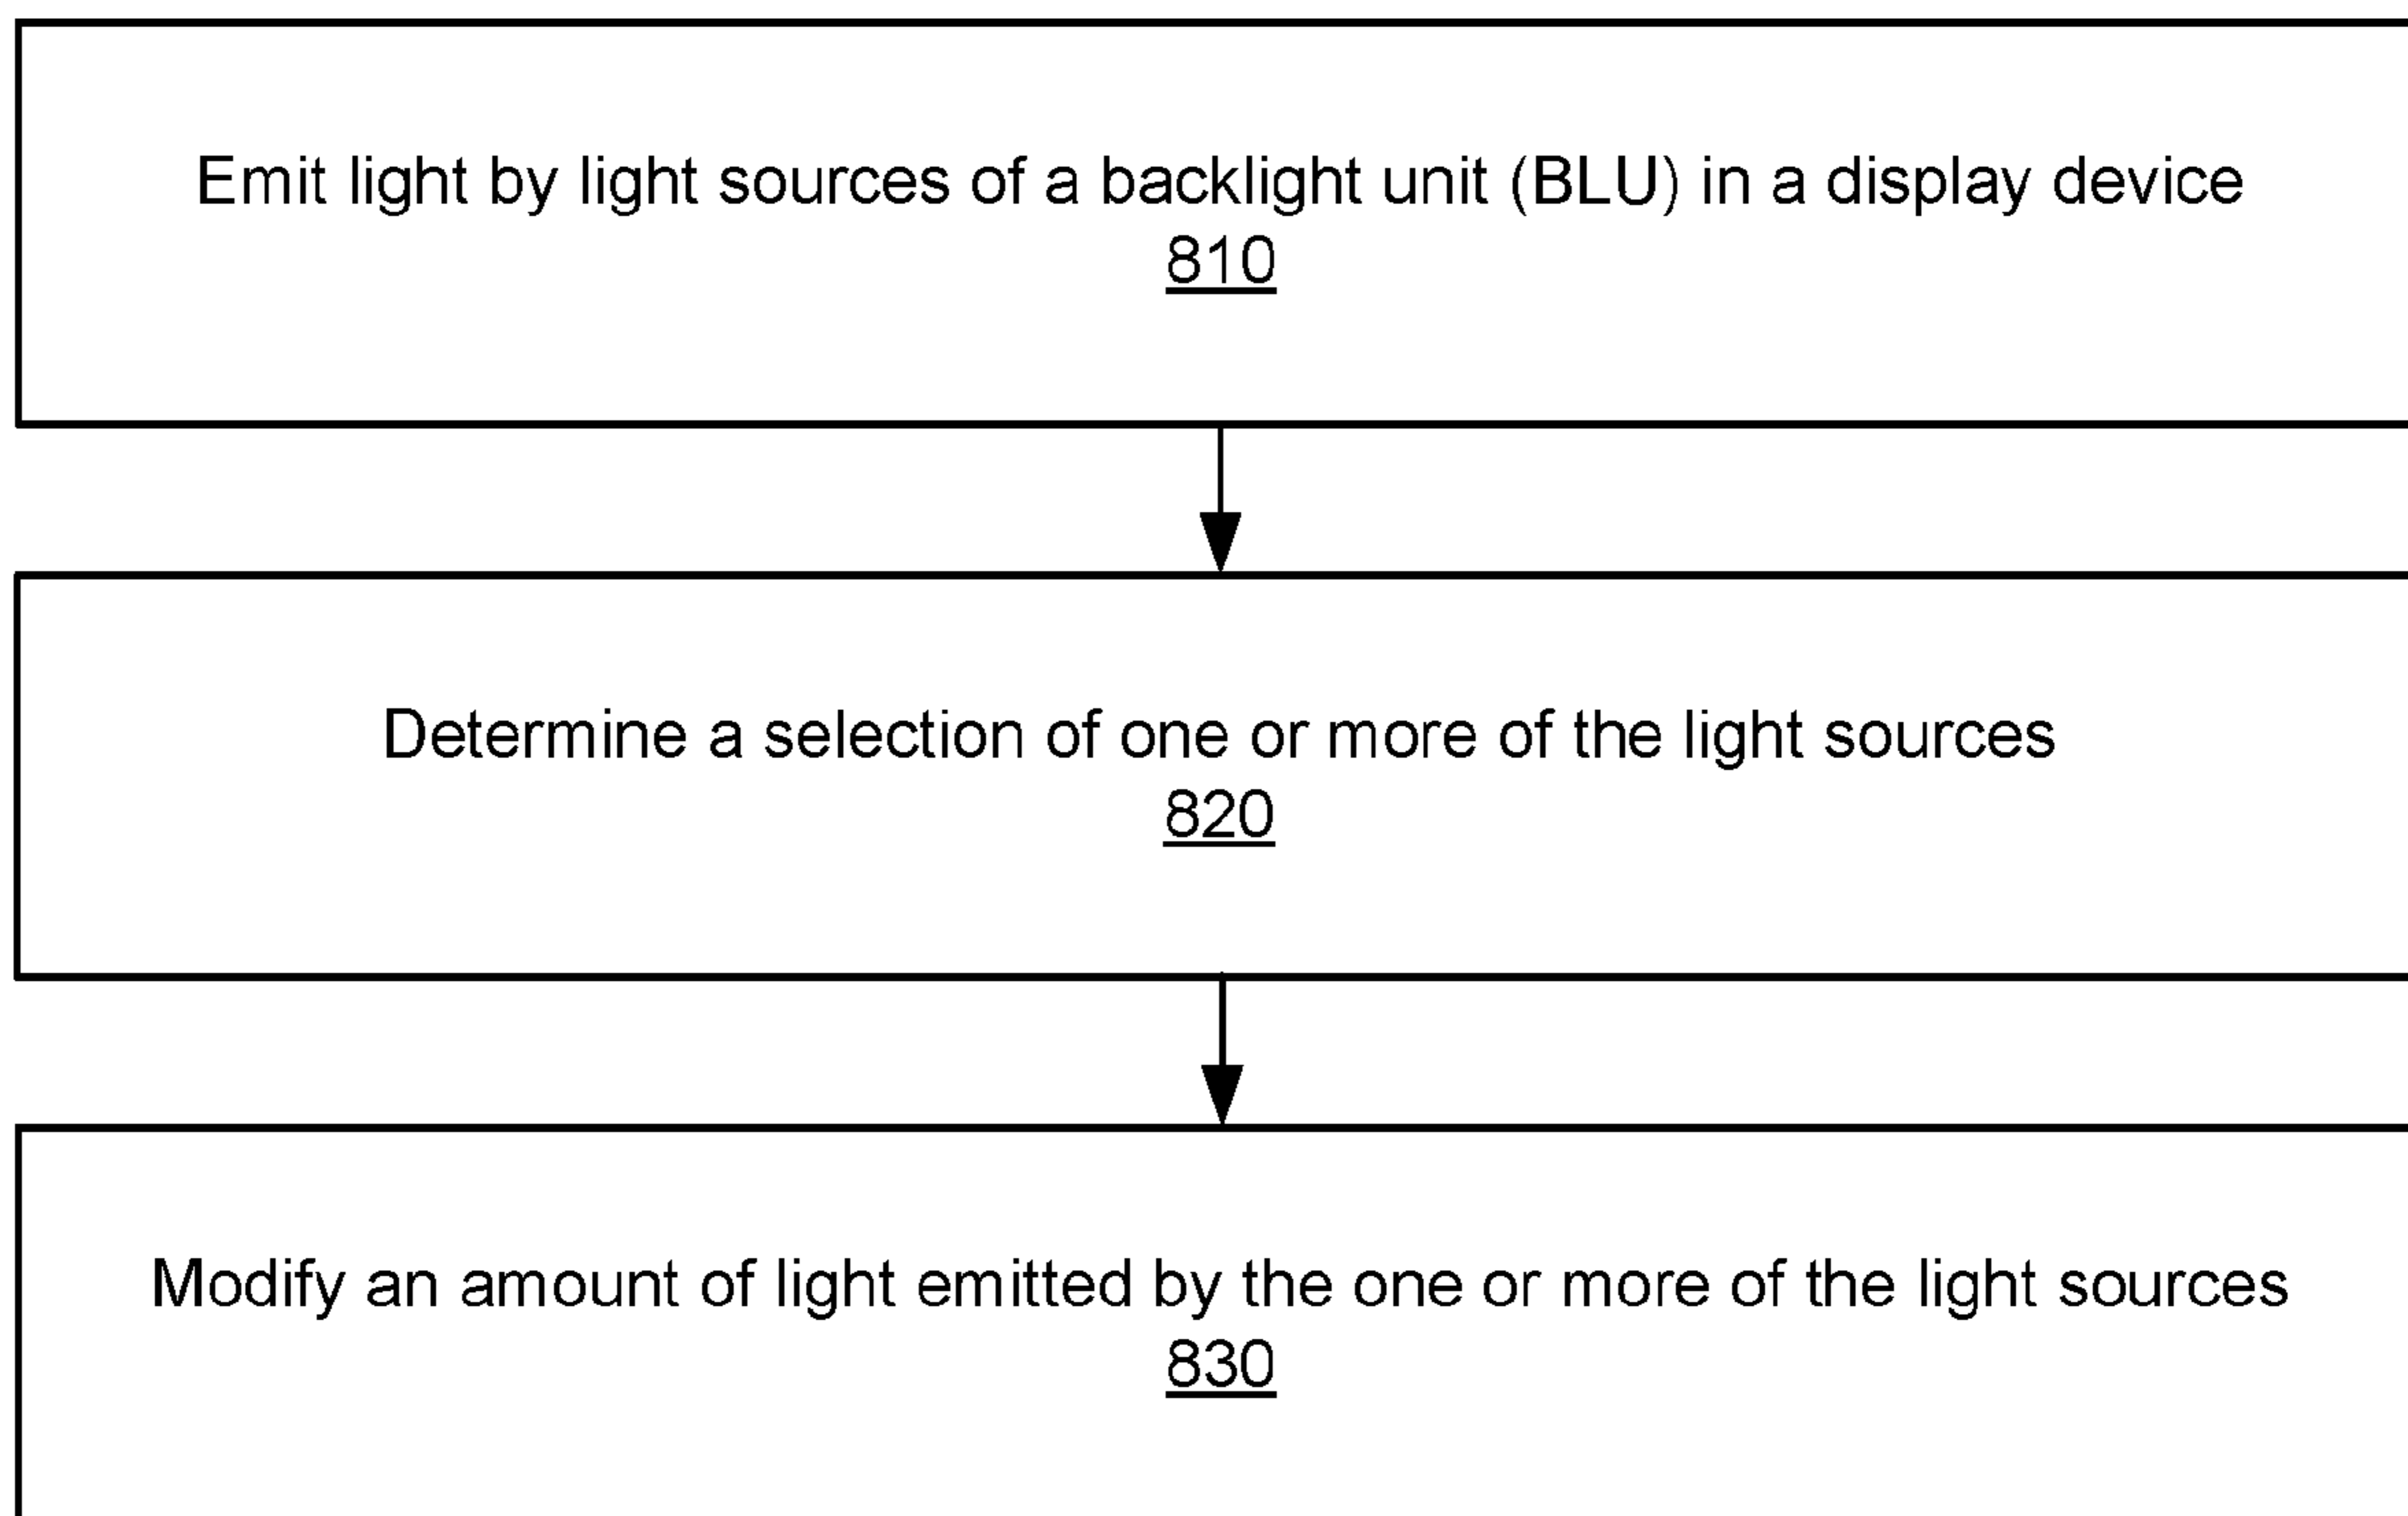 Emit light by light sources of a backlight unit (BLU) in a display device
810
Determine a selection of one or more of the light sources
820
Modify an amount of light emitted by the one or more of the light sources
830